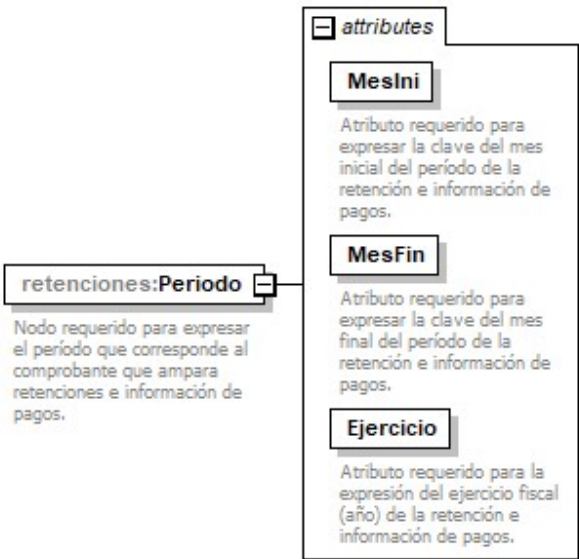 attributes
MesIni
Atributo requerido para
expresar la clave del mes
inicial del período de la
retención e información de
pagos.
MesFin
Atributo requerido para
expresar la clave del mes
final del período de la
retención e información de
pagos.
Ejercicio
Atributo requerido para la
expresión del ejercicio fiscal
(año) de la retención e
información de pagos.
retenciones:Periodo
Nodo requerido para expresar
el período que corresponde al
comprobante que ampara
retenciones e información de
pagos.